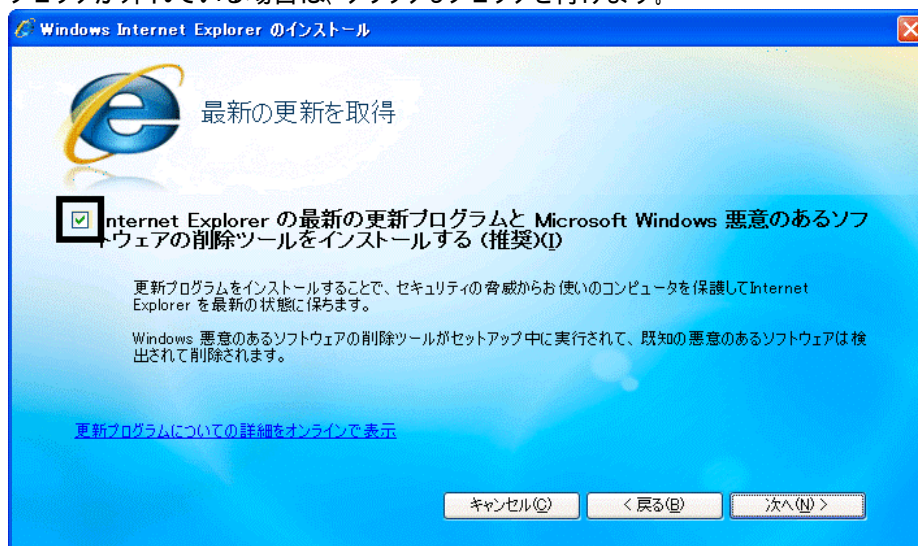 Windows Internet Explorer のインストール
最新の更新を取得
nternet Explorer の最新の更新プログラムと Microsoft Windows 悪意のあるソフ
トウェアの削除ツールをインストールする (推奨)(I)
更新プログラムをインストールすることで、セキュリティの脅威からお使いのコンピュータを保護してInternet
Explorer を最新の状態に保ちます。
Windows 悪意のあるソフトウェアの削除ツールがセットアップ中に実行されて、既知の悪意のあるソフトウェアは検
出されて削除されます。
更新プログラムについての詳細をオンラインで表示
キャンセル(C)
< 戻る(B)
次へ(N) >